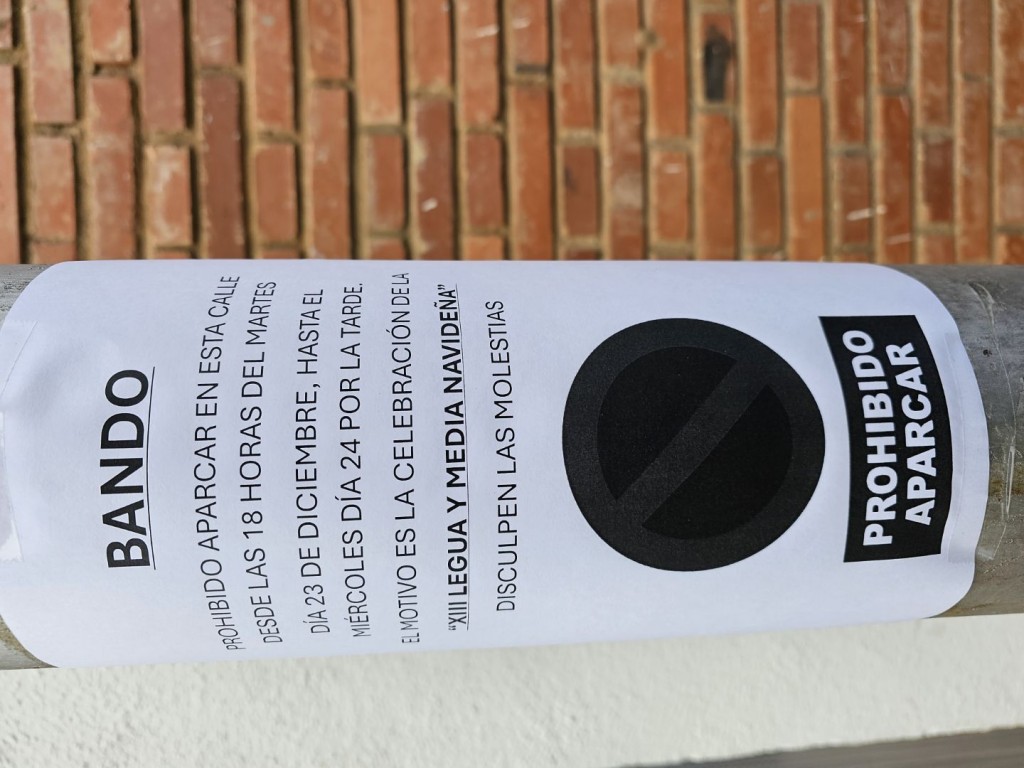 BANDO
PROHIBIDO APARCAR EN ESTA CALLE
DESDE LAS 18 HORAS DEL MARTES
DÍA 23 DE DICIEMBRE, HASTA EL
MIÉRCOLES DÍA 24 POR LA TARDE.
EL MOTIVO ES LA CELEBRACIÓN DE LA
"XIII LEGUA Y MEDIA NAVIDEÑA"
DISCULPEN LAS MOLESTIAS
PROHIBIDO
APARCAR